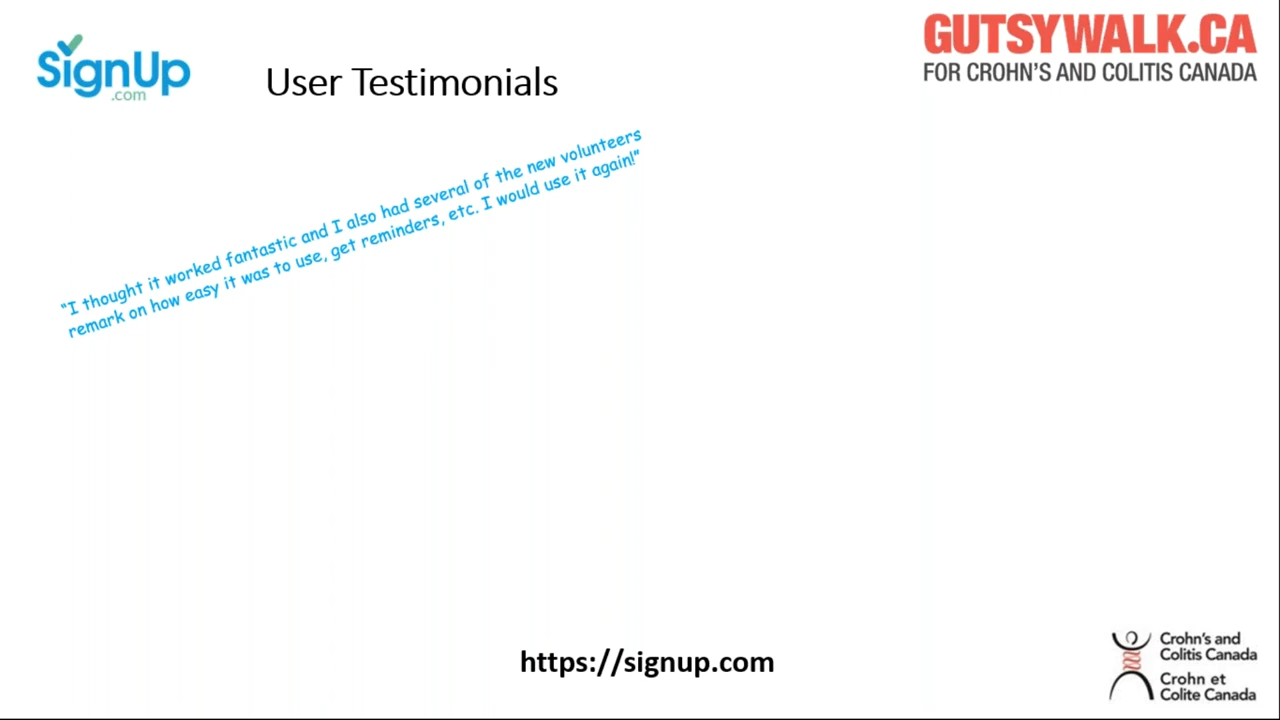 SignUp
.com
User Testimonials
GUTSYWALK.CA
FOR CROHN'S AND COLITIS CANADA
“I thought it worked fantastic and I also had several of the new volunteers
remark on how easy it was to use, get reminders, etc. I would use it again!”
https://signup.com
Crohn's and
Colitis Canada
Crohn et
Colite Canada